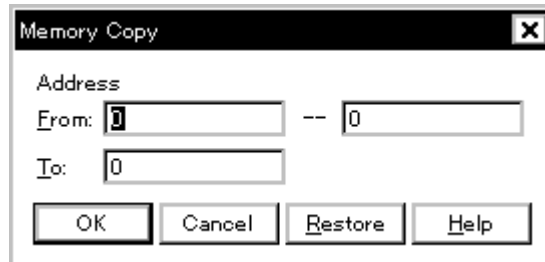 Memory Copy
Address
From: 0 -- 0
To: 0
OK Cancel Restore Help